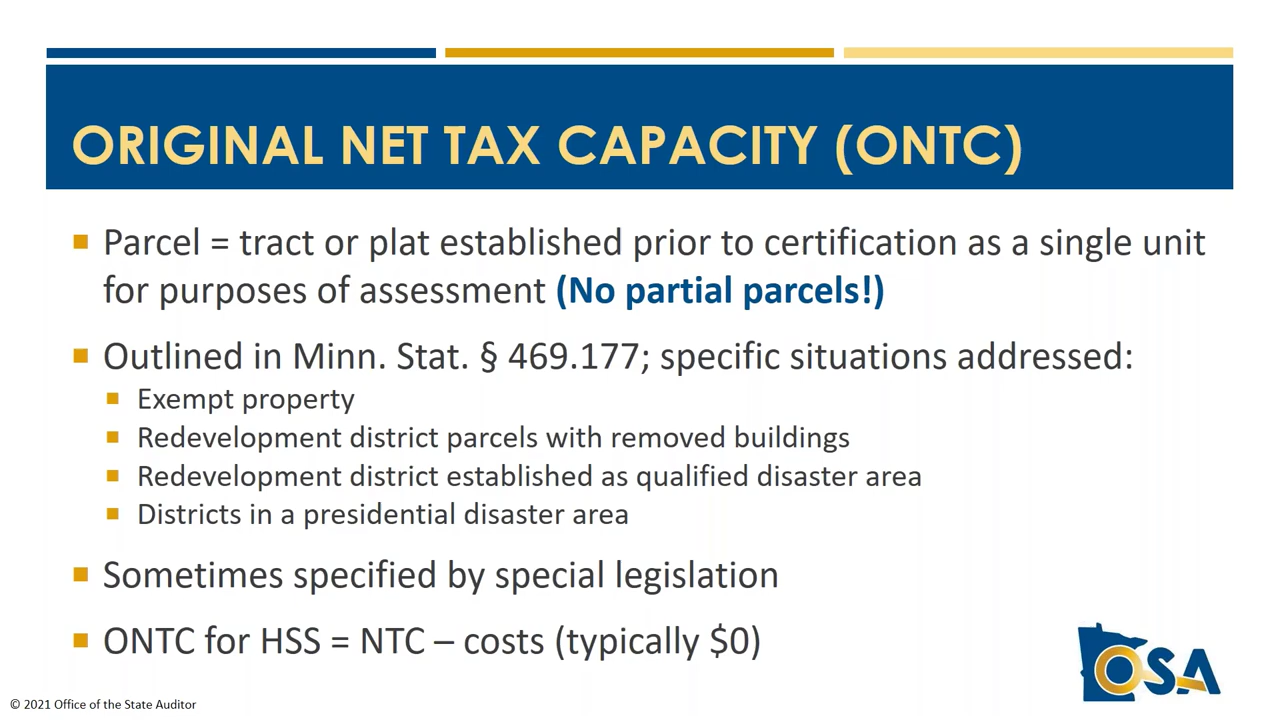 ORIGINAL NET TAX CAPACITY (ONTC)
Parcel = tract or plat established prior to certification as a single unit
for purposes of assessment (No partial parcels!)
Outlined in Minn. Stat. § 469.177; specific situations addressed:
Exempt property
Redevelopment district parcels with removed buildings
Redevelopment district established as qualified disaster area
Districts in a presidential disaster area
Sometimes specified by special legislation
ONTC for HSS = NTC – costs (typically $0)
OSA
© 2021 Office of the State Auditor